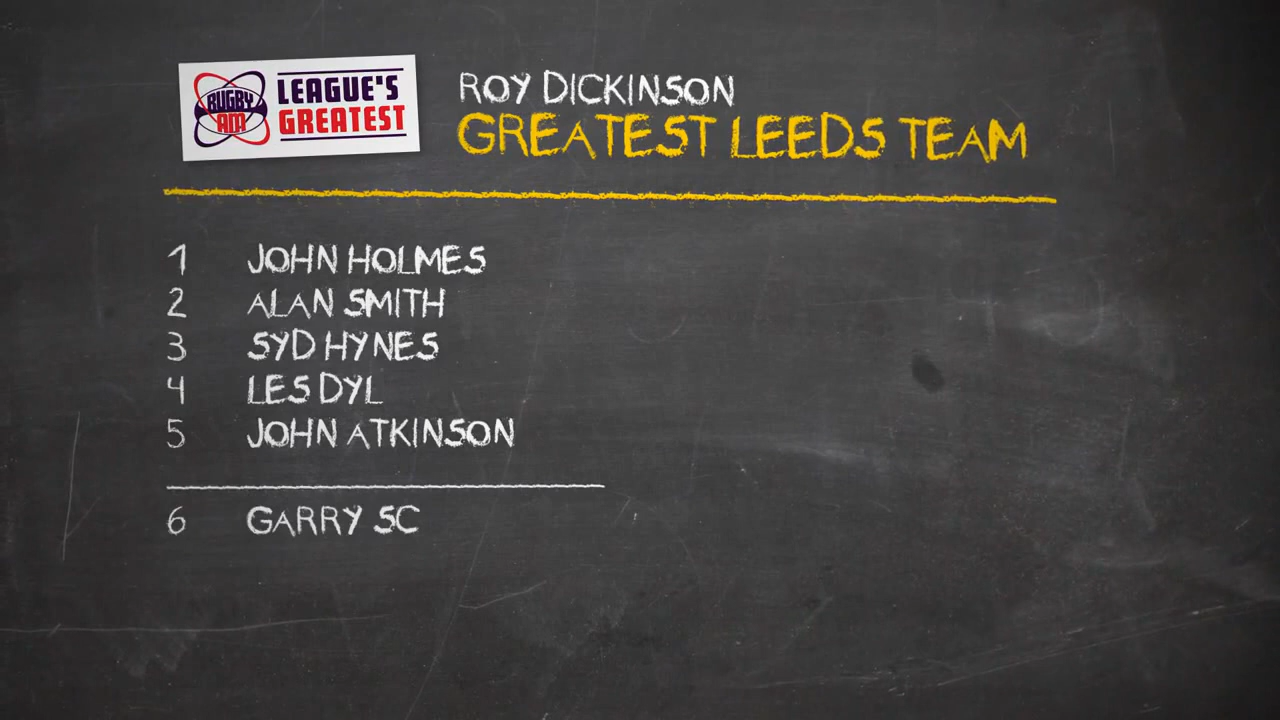 RUGBY
AM
LEAGUE'S
GREATEST
ROY DICKINSON
GREATEST LEEDS TEAM
1 JOHN HOLMES
2 ALAN SMITH
3 SYD HYNES
4 LES DYL
5 JOHN ATKINSON
6 GARRY SC